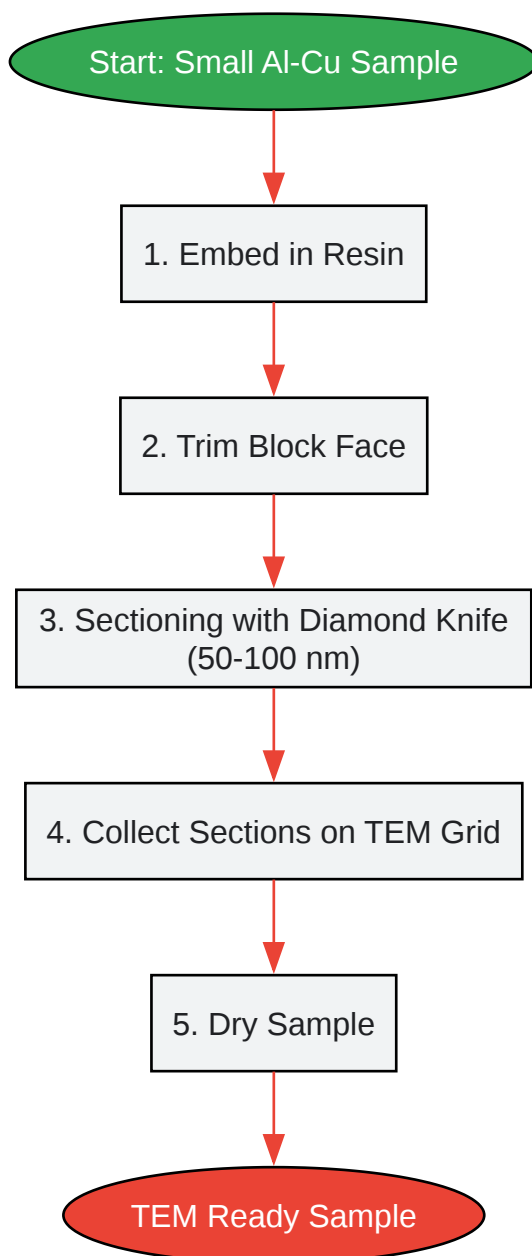 Start: Small Al-Cu Sample
1. Embed in Resin
2. Trim Block Face
3. Sectioning with Diamond Knife
(50-100 nm)
4. Collect Sections on TEM Grid
5. Dry Sample
TEM Ready Sample